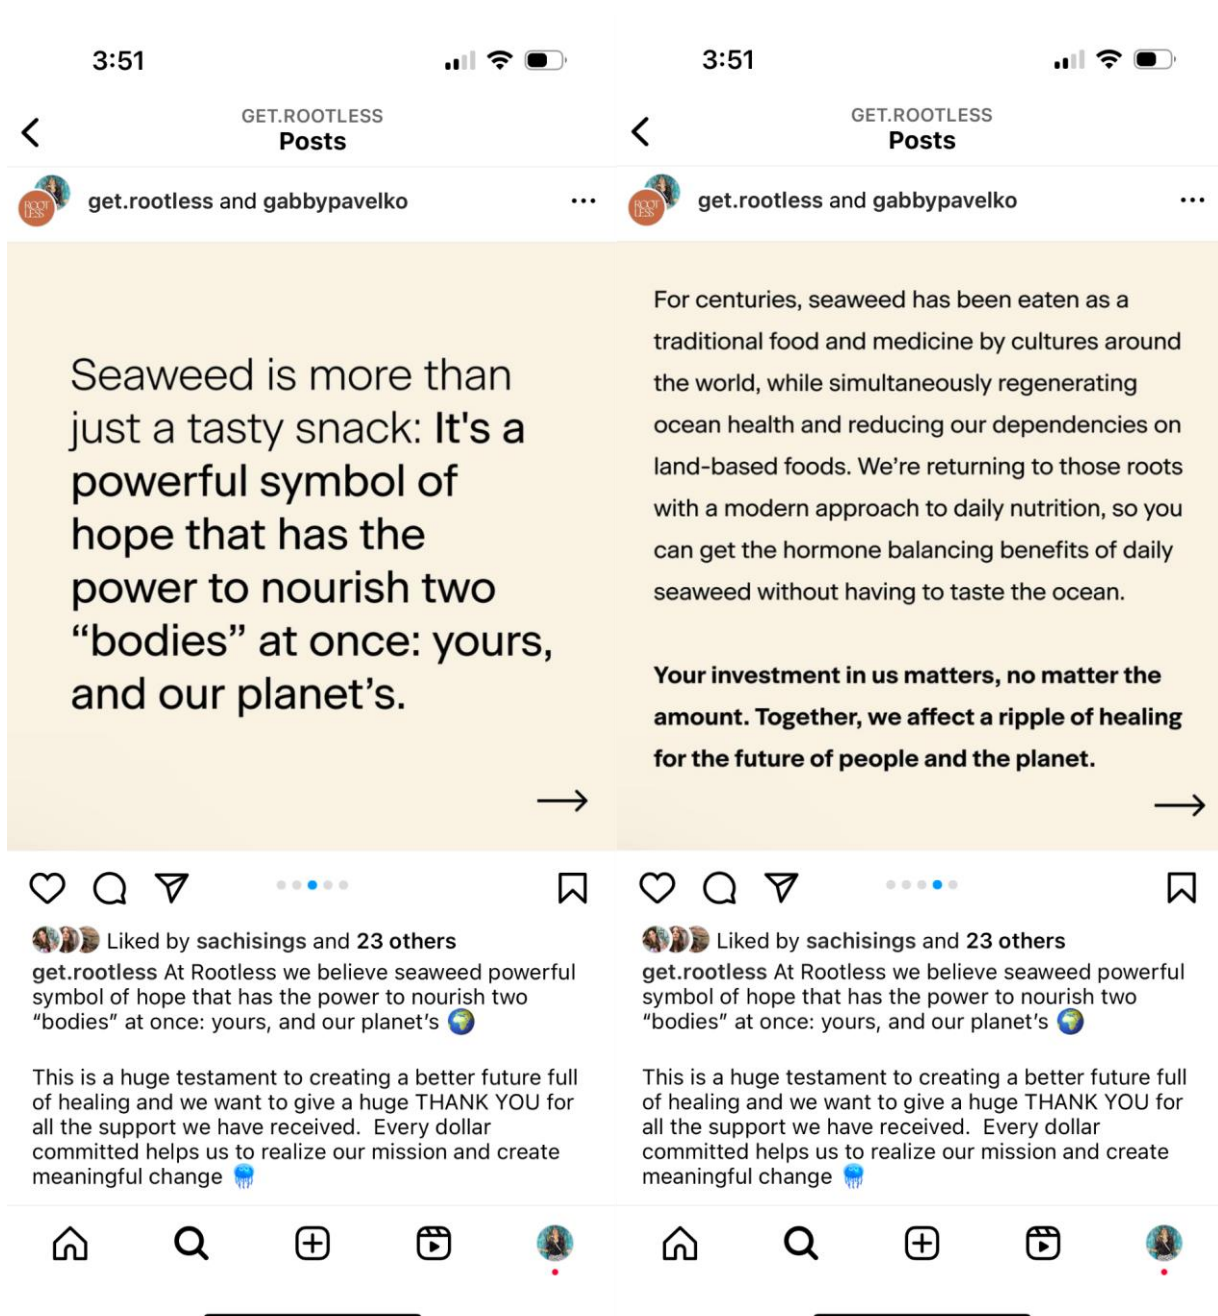 3:51
GET.ROOTLESS
Posts
ROOT
LESS
get.rootless and gabbypavelko
Seaweed is more than
just a tasty snack: It's a
powerful symbol of
hope that has the
power to nourish two
“bodies” at once: yours,
and our planet’s.
Liked by sachisings and 23 others
get.rootless At Rootless we believe seaweed powerful
symbol of hope that has the power to nourish two
“bodies” at once: yours, and our planet’s 🌍
This is a huge testament to creating a better future full
of healing and we want to give a huge THANK YOU for
all the support we have received.  Every dollar
committed helps us to realize our mission and create
meaningful change 🪼
3:51
GET.ROOTLESS
Posts
ROOT
LESS
get.rootless and gabbypavelko
For centuries, seaweed has been eaten as a
traditional food and medicine by cultures around
the world, while simultaneously regenerating
ocean health and reducing our dependencies on
land-based foods. We’re returning to those roots
with a modern approach to daily nutrition, so you
can get the hormone balancing benefits of daily
seaweed without having to taste the ocean.
Your investment in us matters, no matter the
amount. Together, we affect a ripple of healing
for the future of people and the planet.
Liked by sachisings and 23 others
get.rootless At Rootless we believe seaweed powerful
symbol of hope that has the power to nourish two
“bodies” at once: yours, and our planet’s 🌍
This is a huge testament to creating a better future full
of healing and we want to give a huge THANK YOU for
all the support we have received.  Every dollar
committed helps us to realize our mission and create
meaningful change 🪼